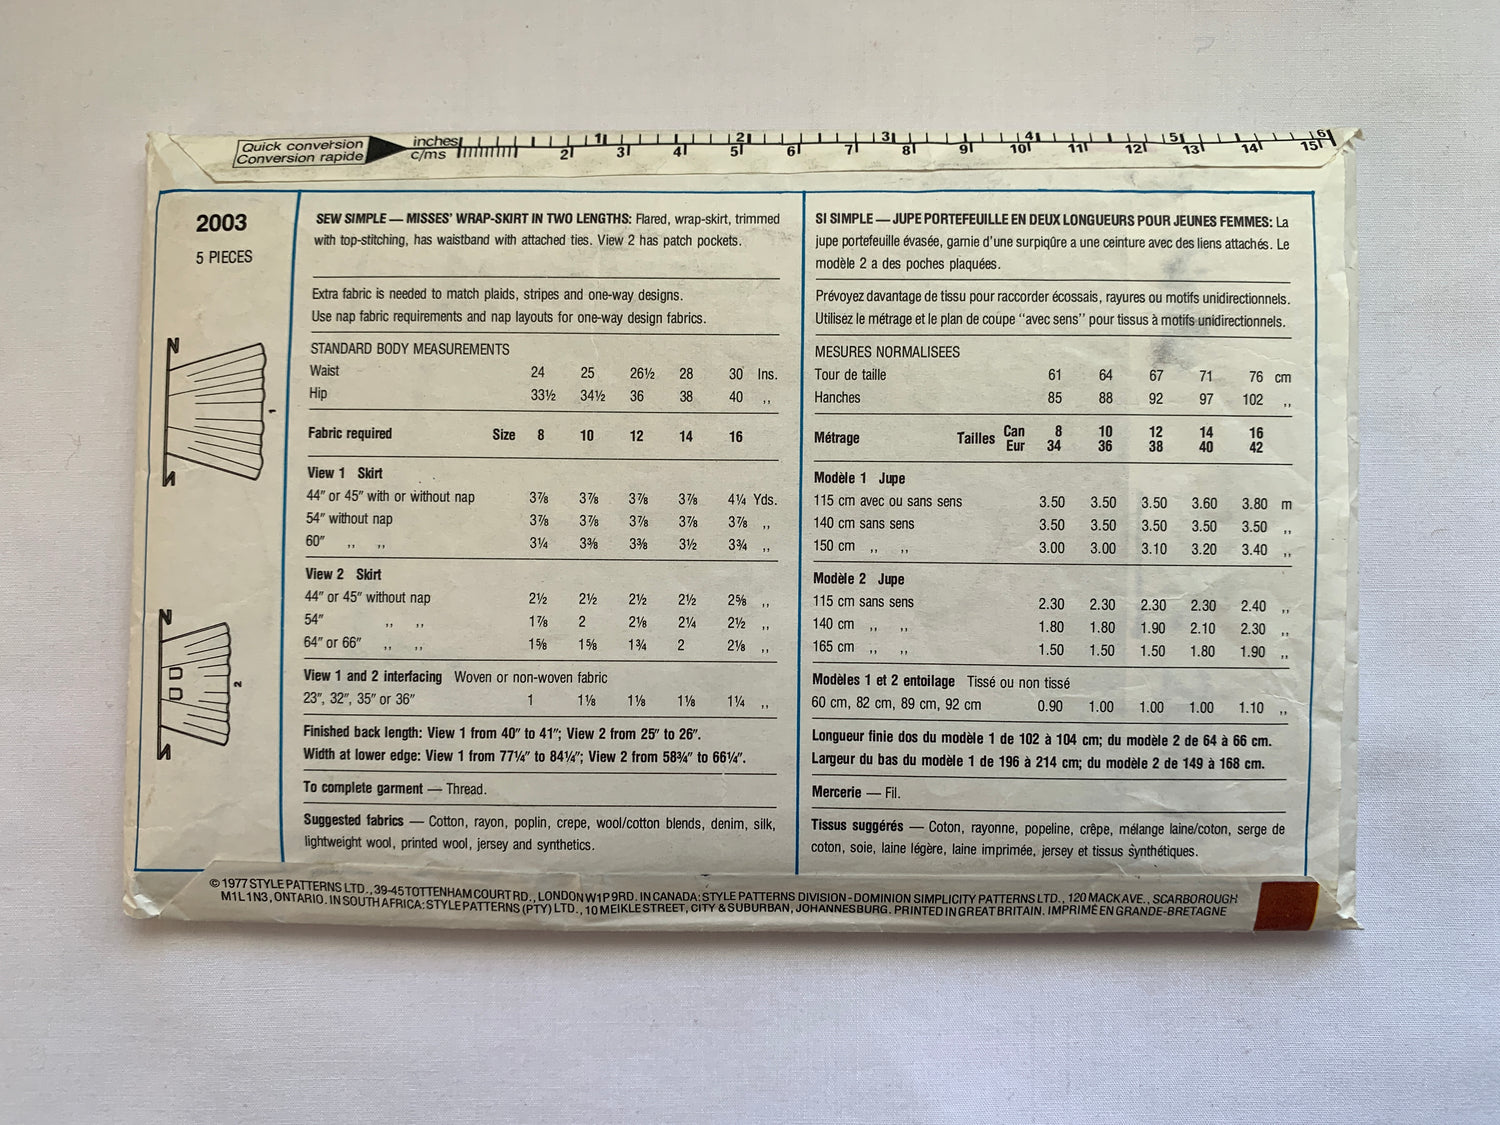 Quick conversion
Conversion rapide
inches 1 2 3 4 5 6
c/ms 2 3 4 5 6 7 8 9 10 11 12 13 14 15
2003
5 PIECES
N
N
1
N
N
2
SEW SIMPLE — MISSES' WRAP-SKIRT IN TWO LENGTHS: Flared, wrap-skirt, trimmed
with top-stitching, has waistband with attached ties. View 2 has patch pockets.
Extra fabric is needed to match plaids, stripes and one-way designs.
Use nap fabric requirements and nap layouts for one-way design fabrics.
STANDARD BODY MEASUREMENTS
Waist 24 25 26½ 28 30 Ins.
Hip 33½ 34½ 36 38 40 ,,
Fabric required Size 8 10 12 14 16
View 1 Skirt
44" or 45" with or without nap 3⅞ 3⅞ 3⅞ 3⅞ 4¼ Yds.
54" without nap 3⅞ 3⅞ 3⅞ 3⅞ 3⅞ ,,
60" ,, ,, 3¼ 3⅜ 3⅜ 3½ 3¾ ,,
View 2 Skirt
44" or 45" without nap 2½ 2½ 2½ 2½ 2⅝ ,,
54" ,, ,, 1⅞ 2 2⅛ 2¼ 2½ ,,
64" or 66" ,, ,, 1⅝ 1⅝ 1¾ 2 2⅛ ,,
View 1 and 2 interfacing Woven or non-woven fabric
23", 32", 35" or 36" 1 1⅛ 1⅛ 1⅛ 1¼ ,,
Finished back length: View 1 from 40" to 41"; View 2 from 25" to 26".
Width at lower edge: View 1 from 77¼" to 84¼"; View 2 from 58¾" to 66¼".
To complete garment — Thread.
Suggested fabrics — Cotton, rayon, poplin, crepe, wool/cotton blends, denim, silk,
lightweight wool, printed wool, jersey and synthetics.
SI SIMPLE — JUPE PORTEFEUILLE EN DEUX LONGUEURS POUR JEUNES FEMMES: La
jupe portefeuille évasée, garnie d'une surpiqûre a une ceinture avec des liens attachés. Le
modèle 2 a des poches plaquées.
Prévoyez davantage de tissu pour raccorder écossais, rayures ou motifs unidirectionnels.
Utilisez le métrage et le plan de coupe "avec sens" pour tissus à motifs unidirectionnels.
MESURES NORMALISEES
Tour de taille 61 64 67 71 76 cm
Hanches 85 88 92 97 102 ,,
Métrage Tailles Can 8 10 12 14 16
Eur 34 36 38 40 42
Modèle 1 Jupe
115 cm avec ou sans sens 3.50 3.50 3.50 3.60 3.80 m
140 cm sans sens 3.50 3.50 3.50 3.50 3.50 ,,
150 cm ,, ,, 3.00 3.00 3.10 3.20 3.40 ,,
Modèle 2 Jupe
115 cm sans sens 2.30 2.30 2.30 2.30 2.40 ,,
140 cm ,, ,, 1.80 1.80 1.90 2.10 2.30 ,,
165 cm ,, ,, 1.50 1.50 1.50 1.80 1.90 ,,
Modèles 1 et 2 entoilage Tissé ou non tissé
60 cm, 82 cm, 89 cm, 92 cm 0.90 1.00 1.00 1.00 1.10 ,,
Longueur finie dos du modèle 1 de 102 à 104 cm; du modèle 2 de 64 à 66 cm.
Largeur du bas du modèle 1 de 196 à 214 cm; du modèle 2 de 149 à 168 cm.
Mercerie — Fil.
Tissus suggérés — Coton, rayonne, popeline, crêpe, mélange laine/coton, serge de
coton, soie, laine légère, laine imprimée, jersey et tissus synthétiques.
© 1977 STYLE PATTERNS LTD., 39-45 TOTTENHAM COURT RD., LONDON W1P 9RD. IN CANADA: STYLE PATTERNS DIVISION - DOMINION SIMPLICITY PATTERNS LTD., 120 MACK AVE., SCARBOROUGH
M1L 1N3, ONTARIO. IN SOUTH AFRICA: STYLE PATTERNS (PTY) LTD., 10 MEIKLE STREET, CITY & SUBURBAN, JOHANNESBURG. PRINTED IN GREAT BRITAIN. IMPRIMÉ EN GRANDE-BRETAGNE